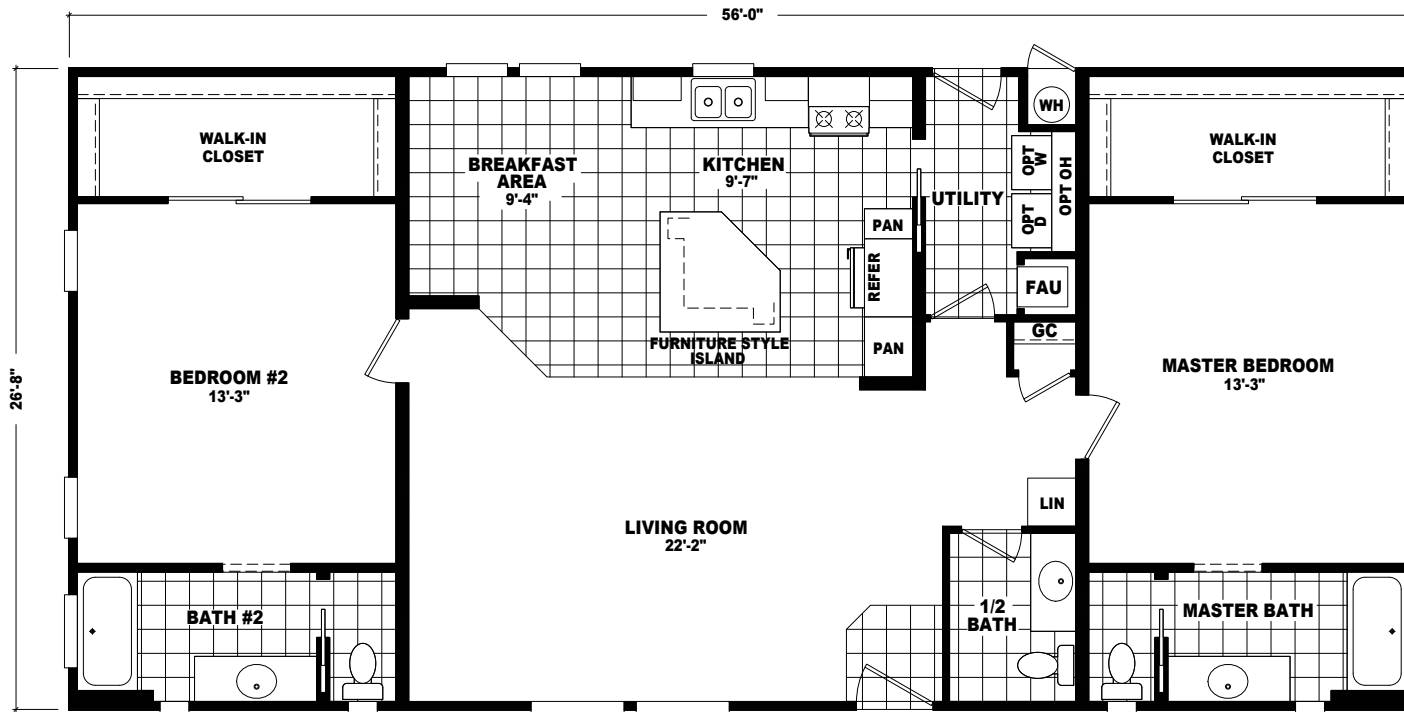 56'-0"
26'-8"
WALK-IN
CLOSET
BREAKFAST
AREA
9'-4"
KITCHEN
9'-7"
UTILITY
WH
OPT
W
OPT
D
OPT OH
WALK-IN
CLOSET
PAN
REFER
PAN
FAU
GC
FURNITURE STYLE
ISLAND
BEDROOM #2
13'-3"
MASTER BEDROOM
13'-3"
LIVING ROOM
22'-2"
LIN
BATH #2
1/2
BATH
MASTER BATH